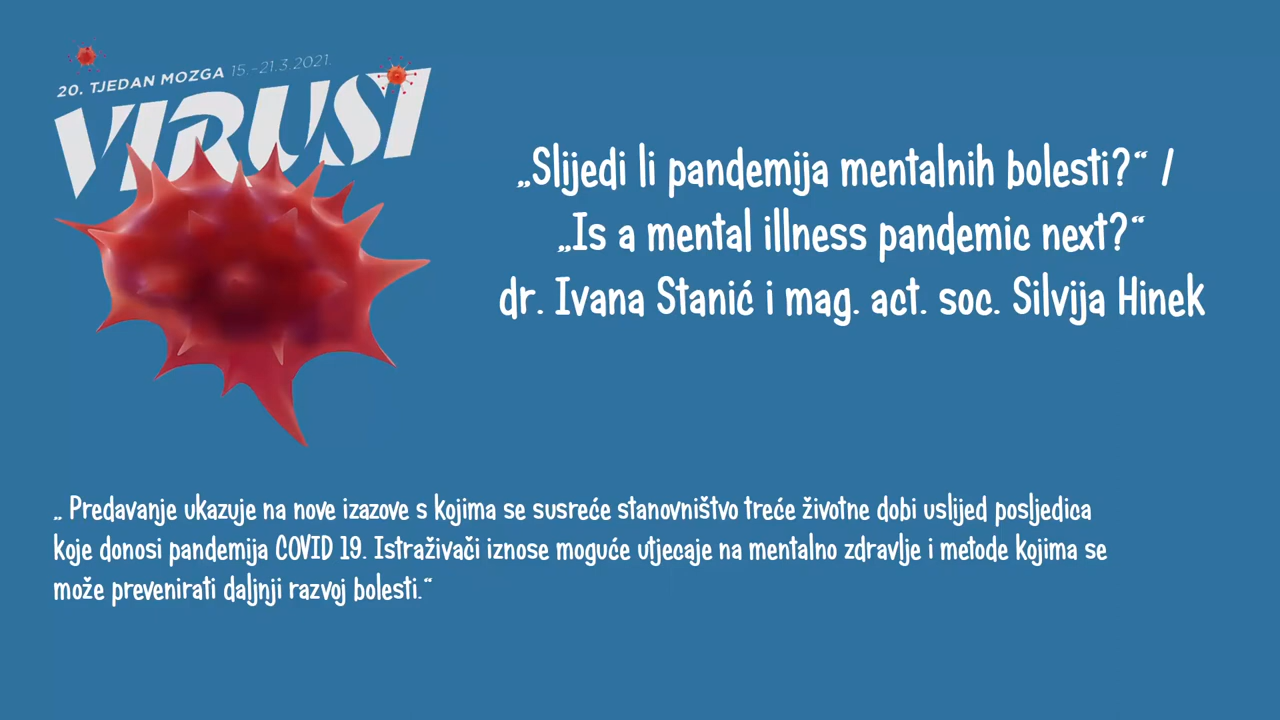 20. TJEDAN MOZGA 15.-21.3.2021.
VIRUSI
„Slijedi li pandemija mentalnih bolesti?“ /
„Is a mental illness pandemic next?“
dr. Ivana Stanić i mag. act. soc. Silvija Hinek
„ Predavanje ukazuje na nove izazove s kojima se susreće stanovništvo treće životne dobi uslijed posljedica
koje donosi pandemija COVID 19. Istraživači iznose moguće utjecaje na mentalno zdravlje i metode kojima se
može prevenirati daljnji razvoj bolesti.“